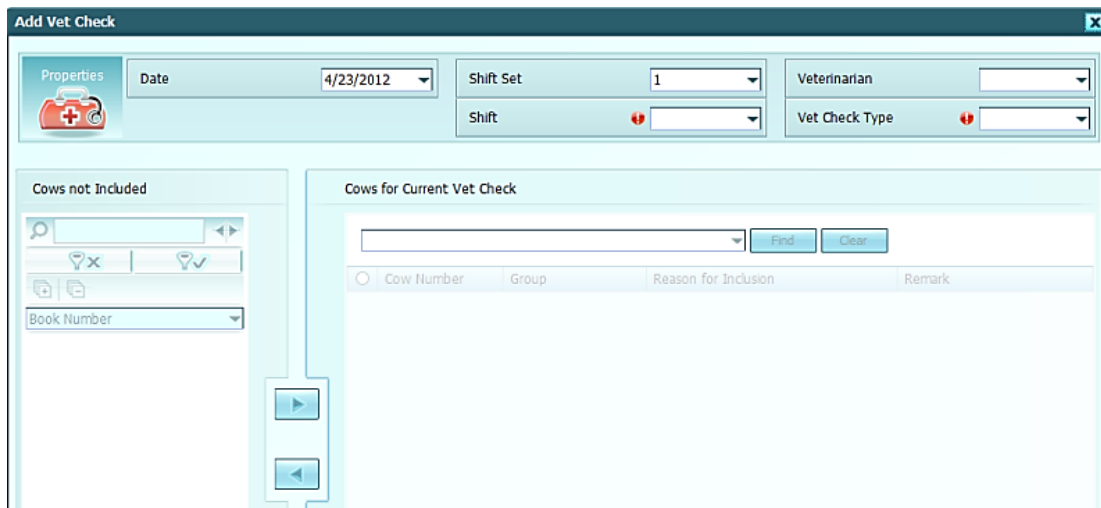 Add Vet Check
Properties
Date
4/23/2012
Shift Set
1
Veterinarian
Shift
Vet Check Type
Cows not Included
Cows for Current Vet Check
Find
Clear
Cow Number
Group
Reason for Inclusion
Remark
Book Number